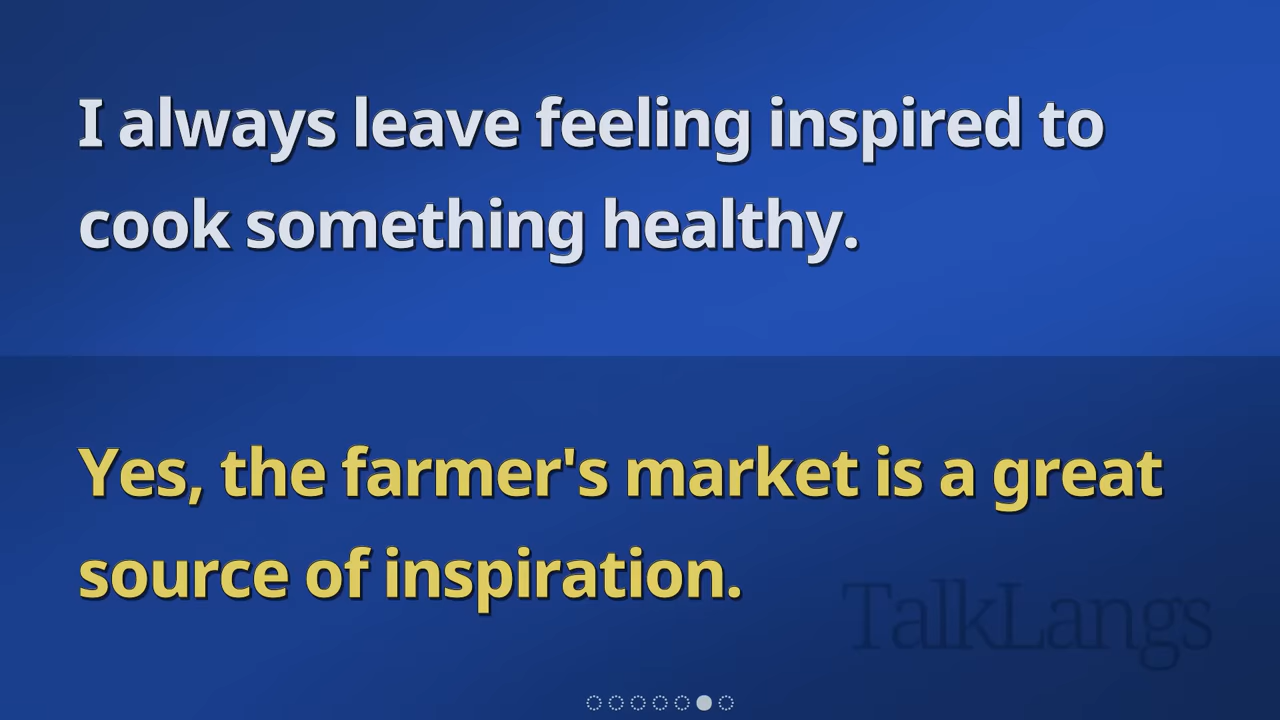 I always leave feeling inspired to
cook something healthy.
Yes, the farmer's market is a great
source of inspiration.
TalkLangs